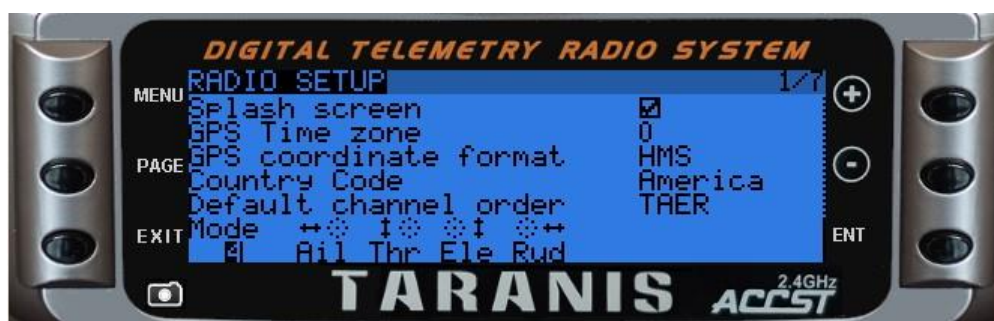 DIGITAL TELEMETRY RADIO SYSTEM
MENU
PAGE
EXIT
RADIO SETUP 1/7
Splash screen
GPS Time zone 0
GPS coordinate format HMS
Country Code America
Default channel order TAER
Mode
4 Ail Thr Ele Rud
+
-
ENT
TARANIS
2.4GHz
ACCST